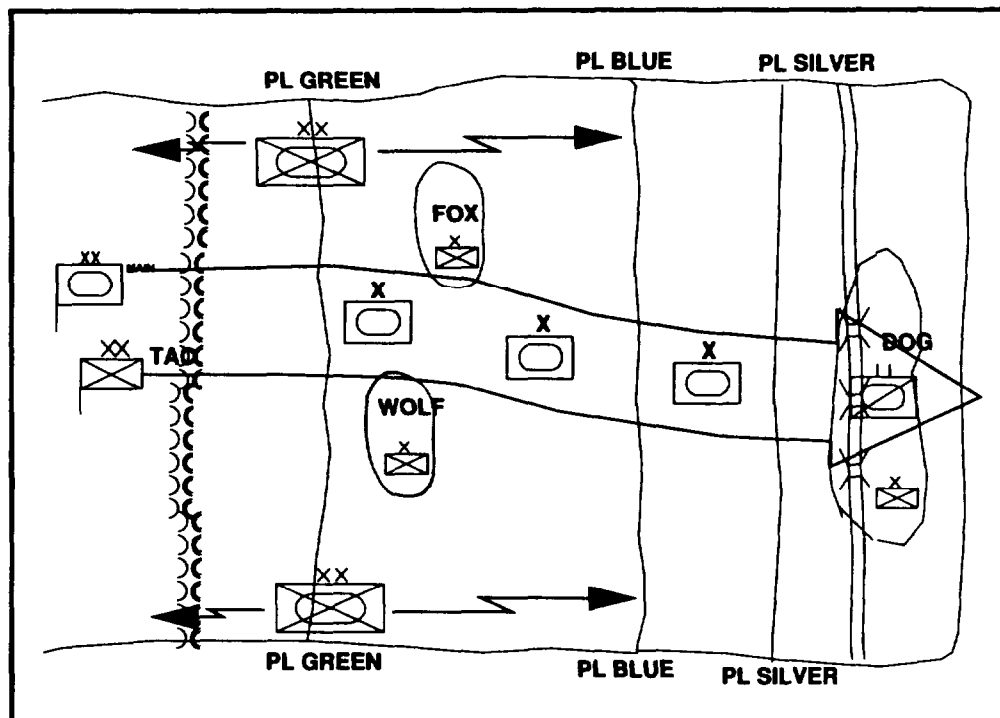 PL BLUE
PL SILVER
PL GREEN
XX
FOX
X
XX
MAIN
X
X
X
XX
TAC
DOG
II
WOLF
X
X
XX
PL GREEN
PL BLUE
PL SILVER